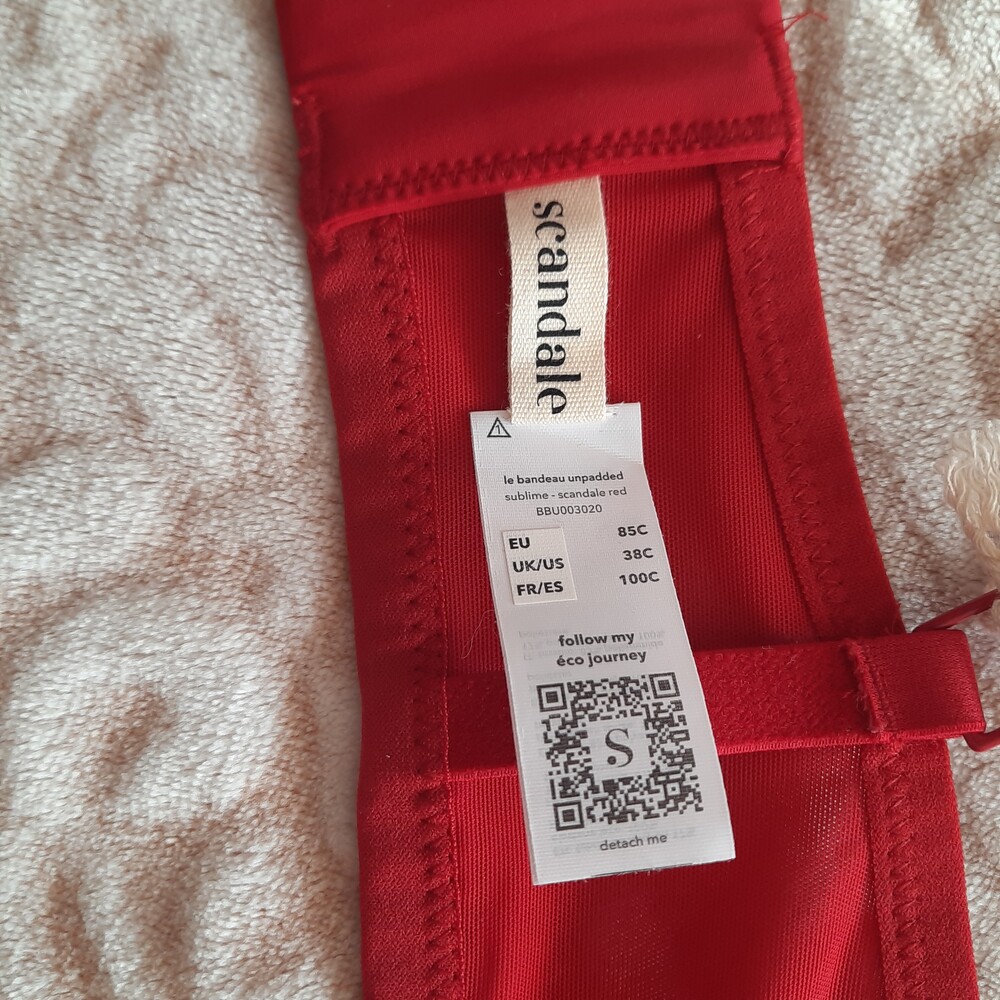 scandale
1
le bandeau unpadded
sublime - scandale red
BBU003020
EU 85C
UK/US 38C
FR/ES 100C
follow my
éco journey
S
detach me